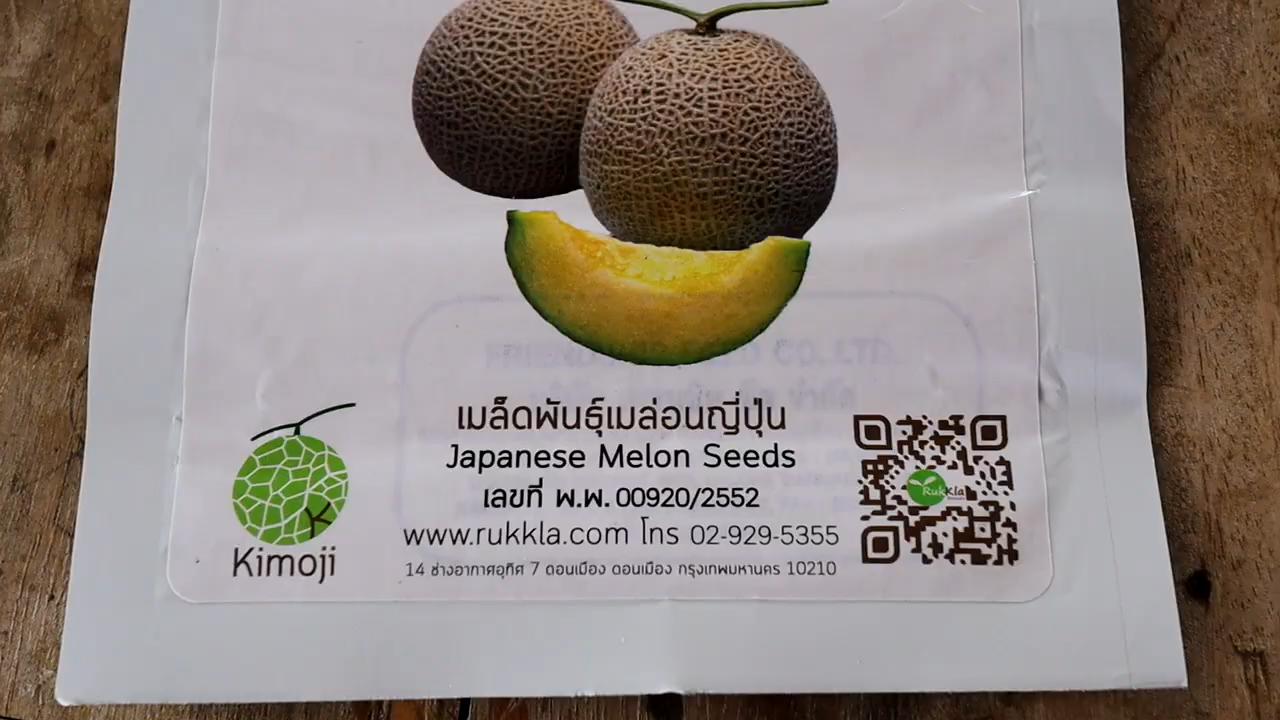 CO., LTD.
เมล็ดพันธุ์เมล่อนญี่ปุ่น
Japanese Melon Seeds
เลขที่ พ.พ. 00920/2552
www.rukkla.com โทร 02-929-5355
14 ช่างอากาศอุทิศ 7 ดอนเมือง ดอนเมือง กรุงเทพมหานคร 10210
Kimoji
RukKla